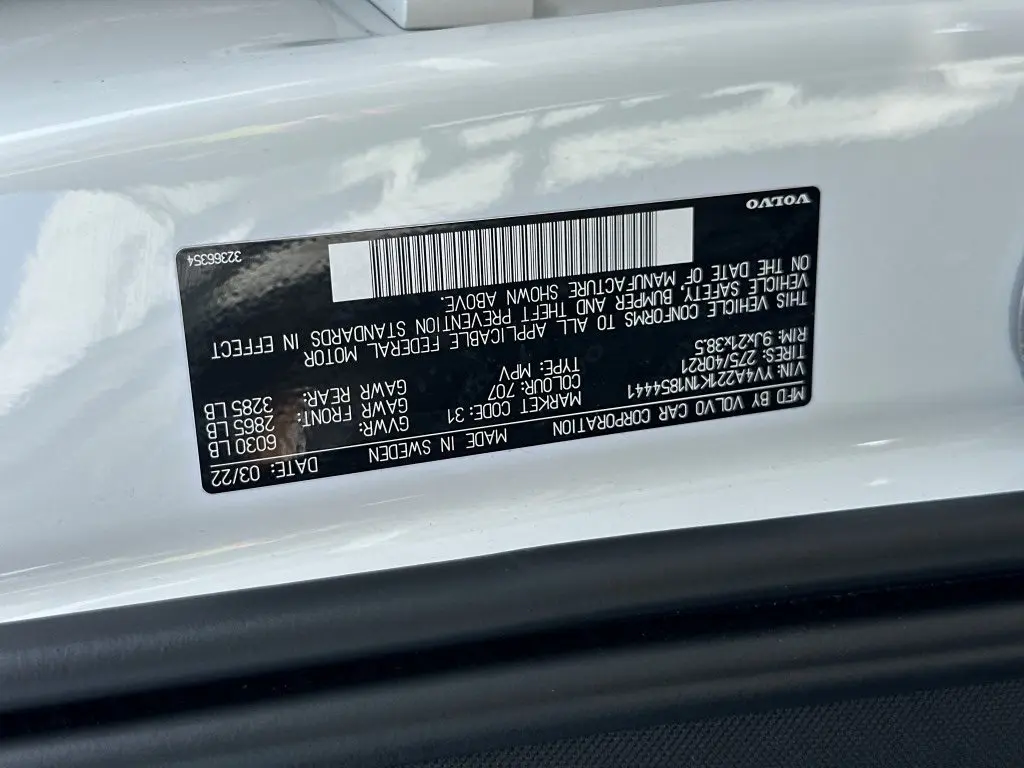 MFD BY VOLVO CAR CORPORATION MADE IN SWEDEN DATE: 03/22
VIN: YV4A221K1N1854441 MARKET CODE: 31 GVWR: 6030 LB
TIRES: 275/40R21 COLOUR: 707 GAWR FRONT: 2865 LB
RIM: 9Jx21x38.5 TYPE: MPV GAWR REAR: 3285 LB
THIS VEHICLE CONFORMS TO ALL APPLICABLE FEDERAL MOTOR
VEHICLE SAFETY, BUMPER AND THEFT PREVENTION STANDARDS IN EFFECT
ON THE DATE OF MANUFACTURE SHOWN ABOVE.
VOLVO
32366354